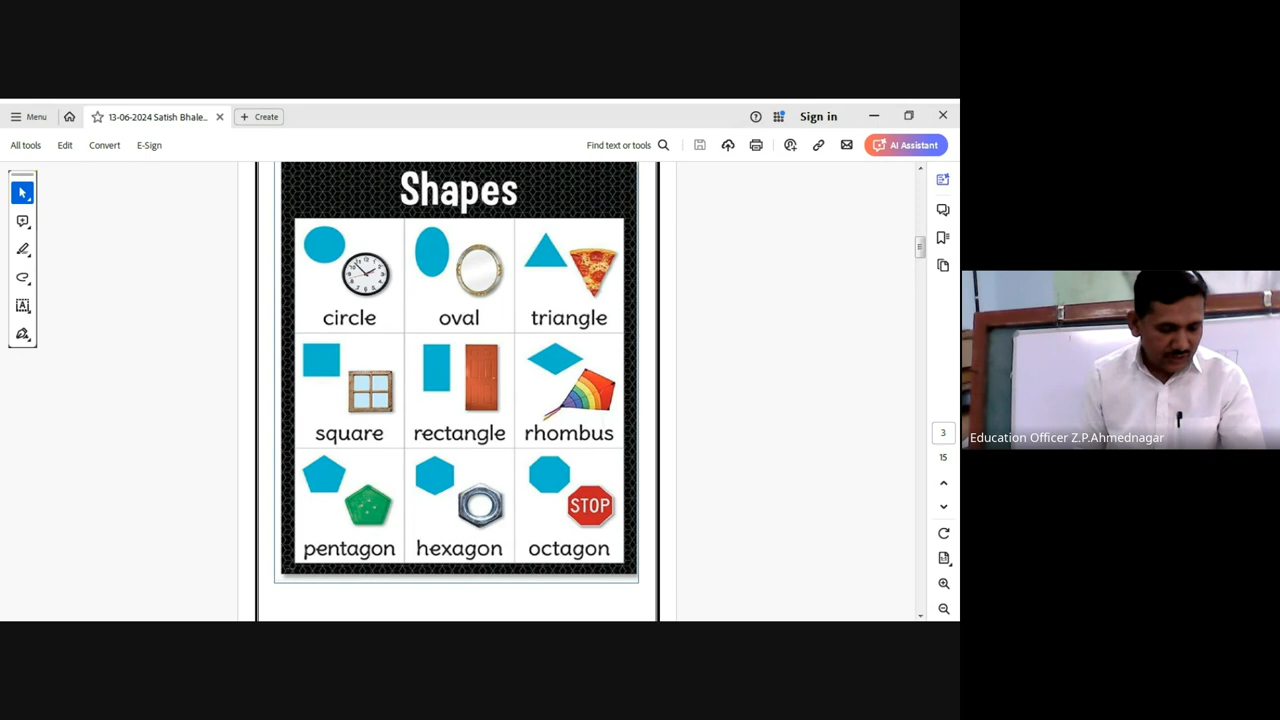 Menu
13-06-2024 Satish Bhale...
Create
Sign in
All tools
Edit
Convert
E-Sign
Find text or tools
AI Assistant
Shapes
circle
oval
triangle
square
rectangle
rhombus
STOP
pentagon
hexagon
octagon
3
15
Education Officer Z.P.Ahmednagar